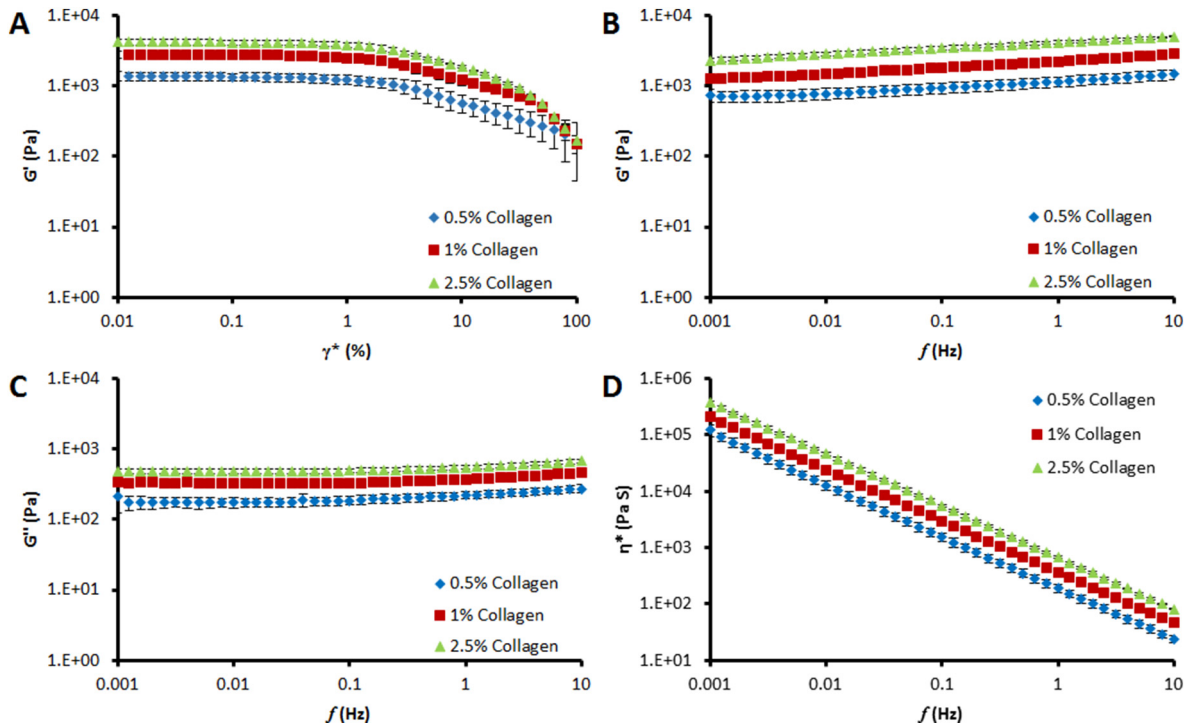 A
1.E+04
1.E+03
1.E+02
1.E+01
1.E+00
G' (Pa)
0.5% Collagen
1% Collagen
2.5% Collagen
0.01 0.1 1 10 100
γ* (%)
B
1.E+04
1.E+03
1.E+02
1.E+01
1.E+00
G' (Pa)
0.5% Collagen
1% Collagen
2.5% Collagen
0.001 0.01 0.1 1 10
f (Hz)
C
1.E+04
1.E+03
1.E+02
1.E+01
1.E+00
G'' (Pa)
0.5% Collagen
1% Collagen
2.5% Collagen
0.001 0.01 0.1 1 10
f (Hz)
D
1.E+06
1.E+05
1.E+04
1.E+03
1.E+02
1.E+01
η* (Pa S)
0.5% Collagen
1% Collagen
2.5% Collagen
0.001 0.01 0.1 1 10
f (Hz)